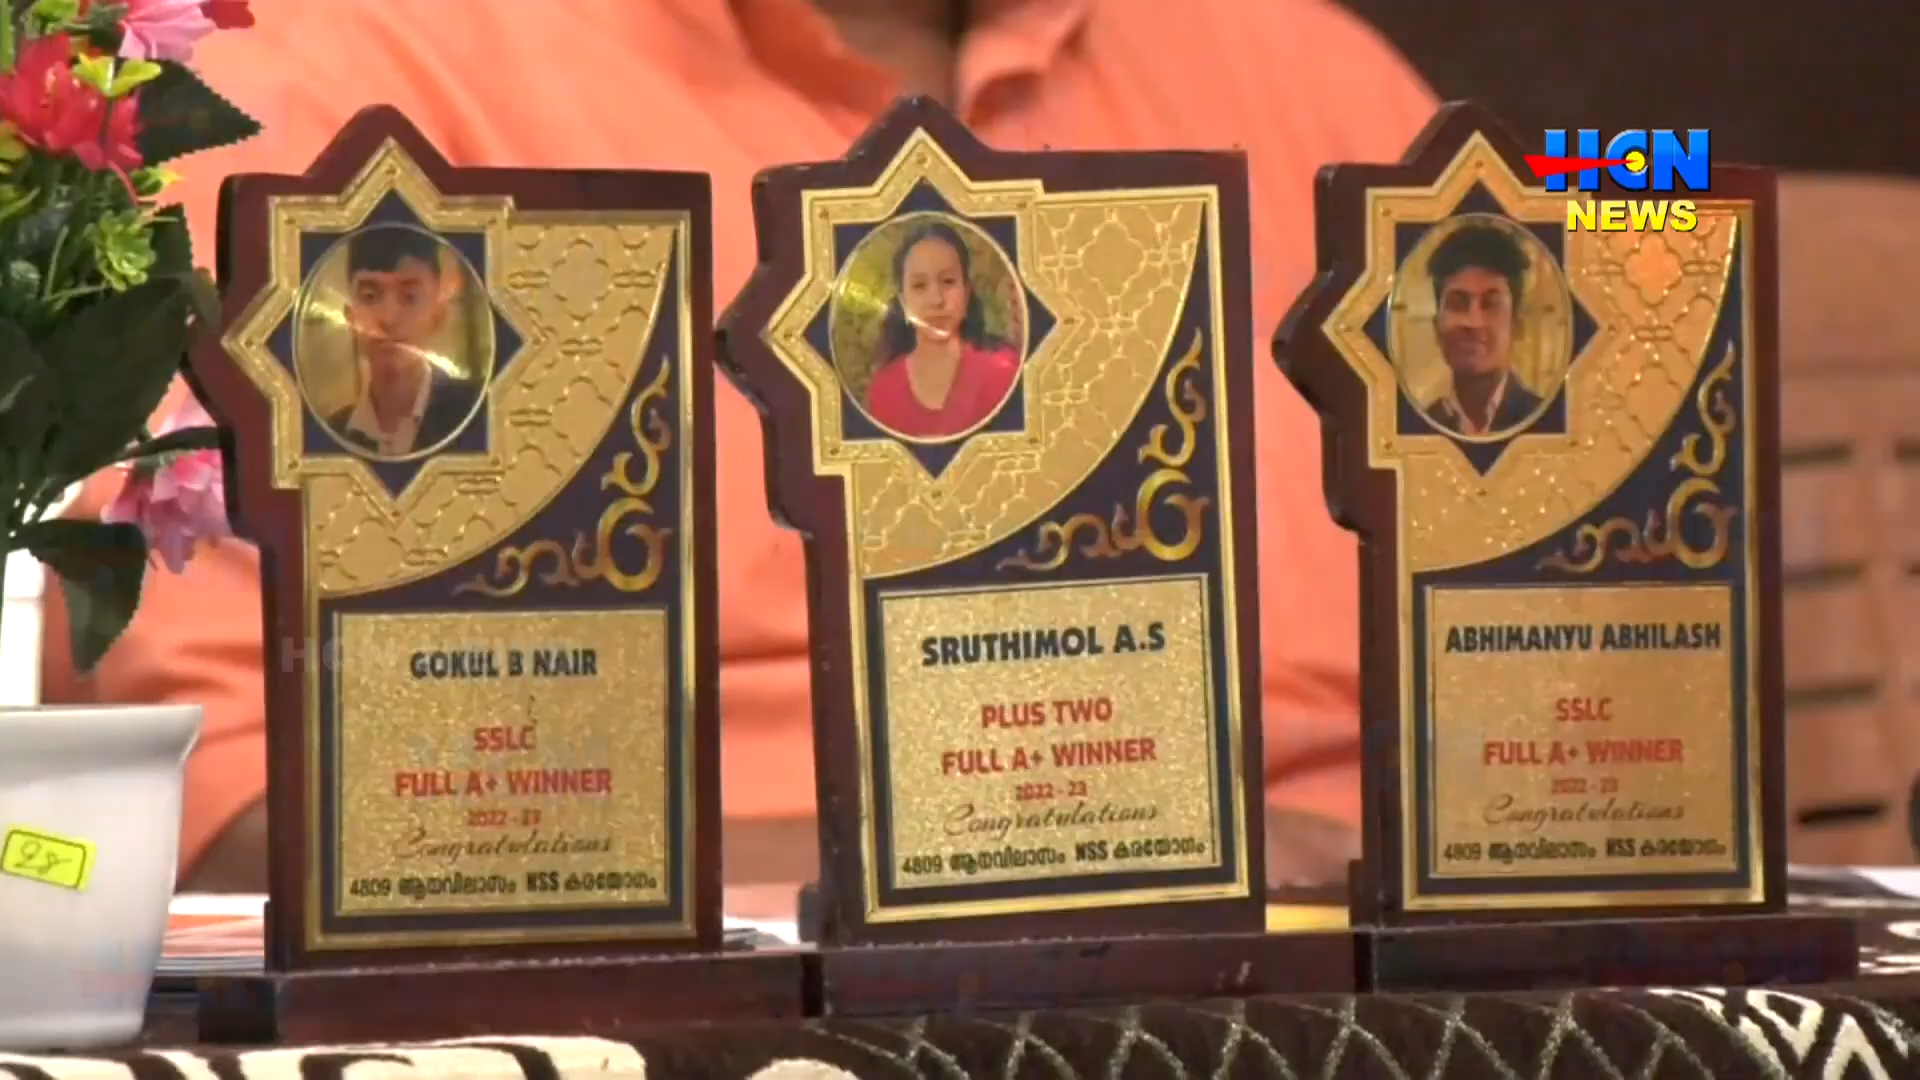 HCN
NEWS
GOKUL B NAIR
SSLC
FULL A+ WINNER
2022 - 23
Congratulations
4809 ആനവിലാസം NSS കരയോഗം
SRUTHIMOL A.S
PLUS TWO
FULL A+ WINNER
2022 - 23
Congratulations
4809 ആനവിലാസം NSS കരയോഗം
ABHIMANYU ABHILASH
SSLC
FULL A+ WINNER
2022 - 23
Congratulations
4809 ആനവിലാസം NSS കരയോഗം